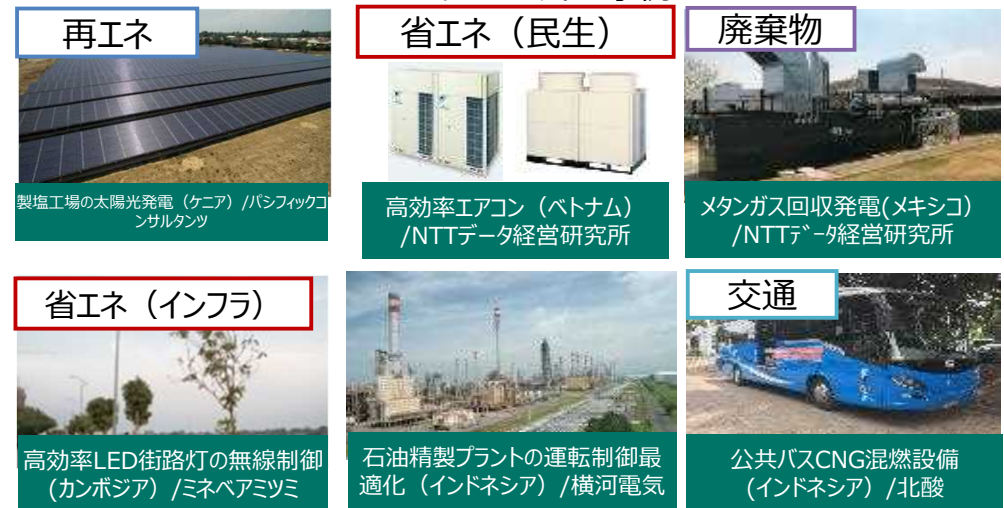 再エネ
製塩工場の太陽光発電（ケニア）/パシフィックコ
ンサルタンツ
省エネ（民生）
高効率エアコン（ベトナム）
/NTTデータ経営研究所
廃棄物
メタンガス回収発電(メキシコ）
/NTTﾃﾞｰﾀ経営研究所
省エネ（インフラ）
高効率LED街路灯の無線制御
(カンボジア）/ミネベアミツミ
石油精製プラントの運転制御最
適化（インドネシア）/横河電気
交通
公共バスCNG混燃設備
(インドネシア）/北酸